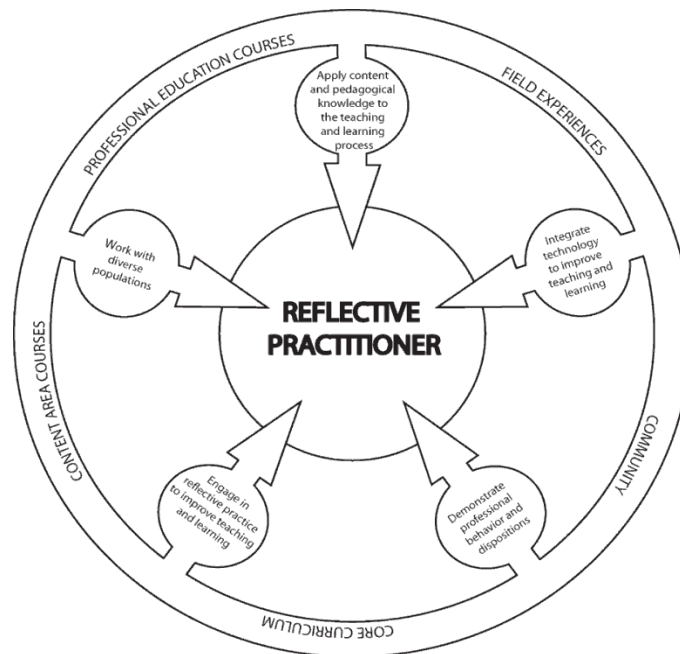 PROFESSIONAL EDUCATION COURSES
FIELD EXPERIENCES
Apply content
and pedagogical
knowledge to
the teaching
and learning
process
Work with
diverse
populations
Integrate
technology
to improve
teaching and
learning
REFLECTIVE
PRACTITIONER
CONTENT AREA COURSES
COMMUNITY
Engage in
reflective practice
to improve teaching
and learning
Demonstrate
professional
behavior and
dispositions
CORE CURRICULUM